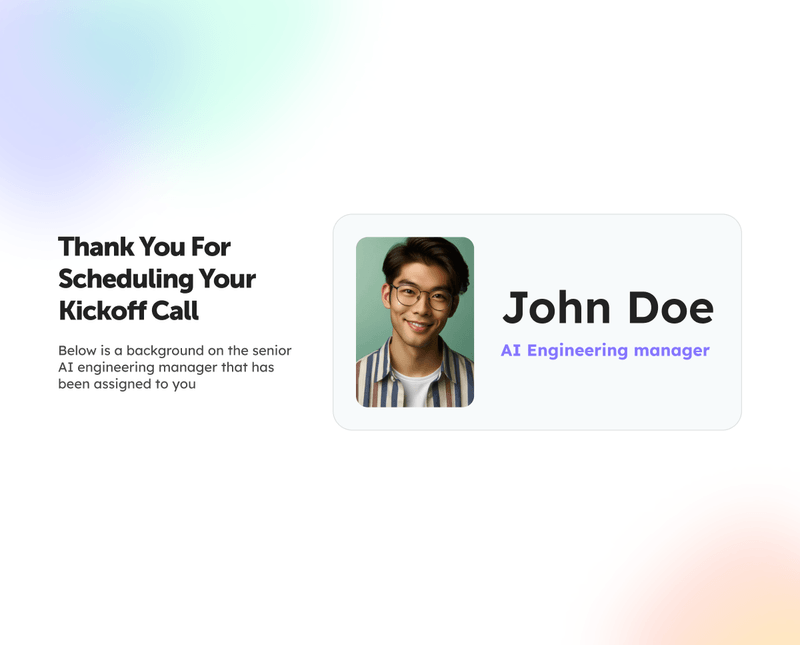 Thank You For
Scheduling Your
Kickoff Call
Below is a background on the senior
AI engineering manager that has
been assigned to you
John Doe
AI Engineering manager